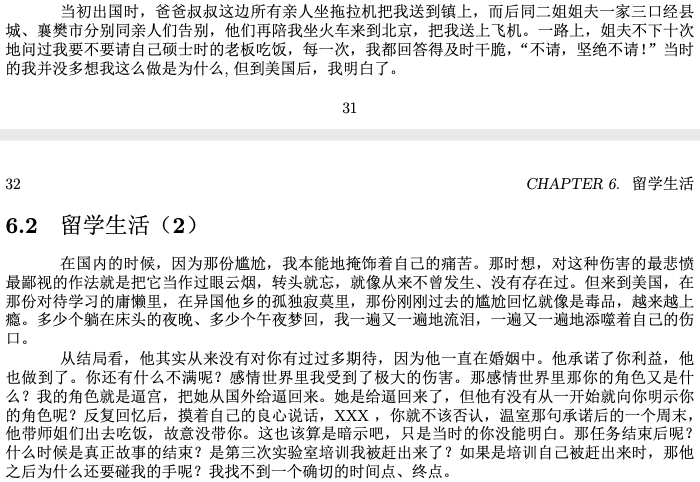 当初出国时，爸爸叔叔这边所有亲人坐拖拉机把我送到镇上，而后同二姐姐夫一家三口经县
城、襄樊市分别同亲人们告别，他们再陪我坐火车来到北京，把我送上飞机。一路上，姐夫不下十次
地问过我要不要请自己硕士时的老板吃饭，每一次，我都回答得及时干脆，“不请，坚绝不请！”当时
的我并没多想我这么做是为什么, 但到美国后，我明白了。
31
32 CHAPTER 6. 留学生活
6.2 留学生活（2）
在国内的时候，因为那份尴尬，我本能地掩饰着自己的痛苦。那时想，对这种伤害的最悲愤
最鄙视的作法就是把它当作过眼云烟，转头就忘，就像从来不曾发生、没有存在过。但来到美国，在
那份对待学习的庸懒里，在异国他乡的孤独寂莫里，那份刚刚过去的尴尬回忆就像是毒品，越来越上
瘾。多少个躺在床头的夜晚、多少个午夜梦回，我一遍又一遍地流泪，一遍又一遍地添噬着自己的伤
口。
从结局看，他其实从来没有对你有过过多期待，因为他一直在婚姻中。他承诺了你利益，他
也做到了。你还有什么不满呢？感情世界里我受到了极大的伤害。那感情世界里那你的角色又是什
么？我的角色就是逼宫，把她从国外给逼回来。她是给逼回来了，但他有没有从一开始就向你明示你
的角色呢？反复回忆后，摸着自己的良心说话，XXX ，你就不该否认，温室那句承诺后的一个周末，
他带师姐们出去吃饭，故意没带你。这也该算是暗示吧，只是当时的你没能明白。那任务结束后呢？
什么时候是真正故事的结束？是第三次实验室培训我被赶出来了？如果是培训自己被赶出来时，那他
之后为什么还要碰我的手呢？我找不到一个确切的时间点、终点。